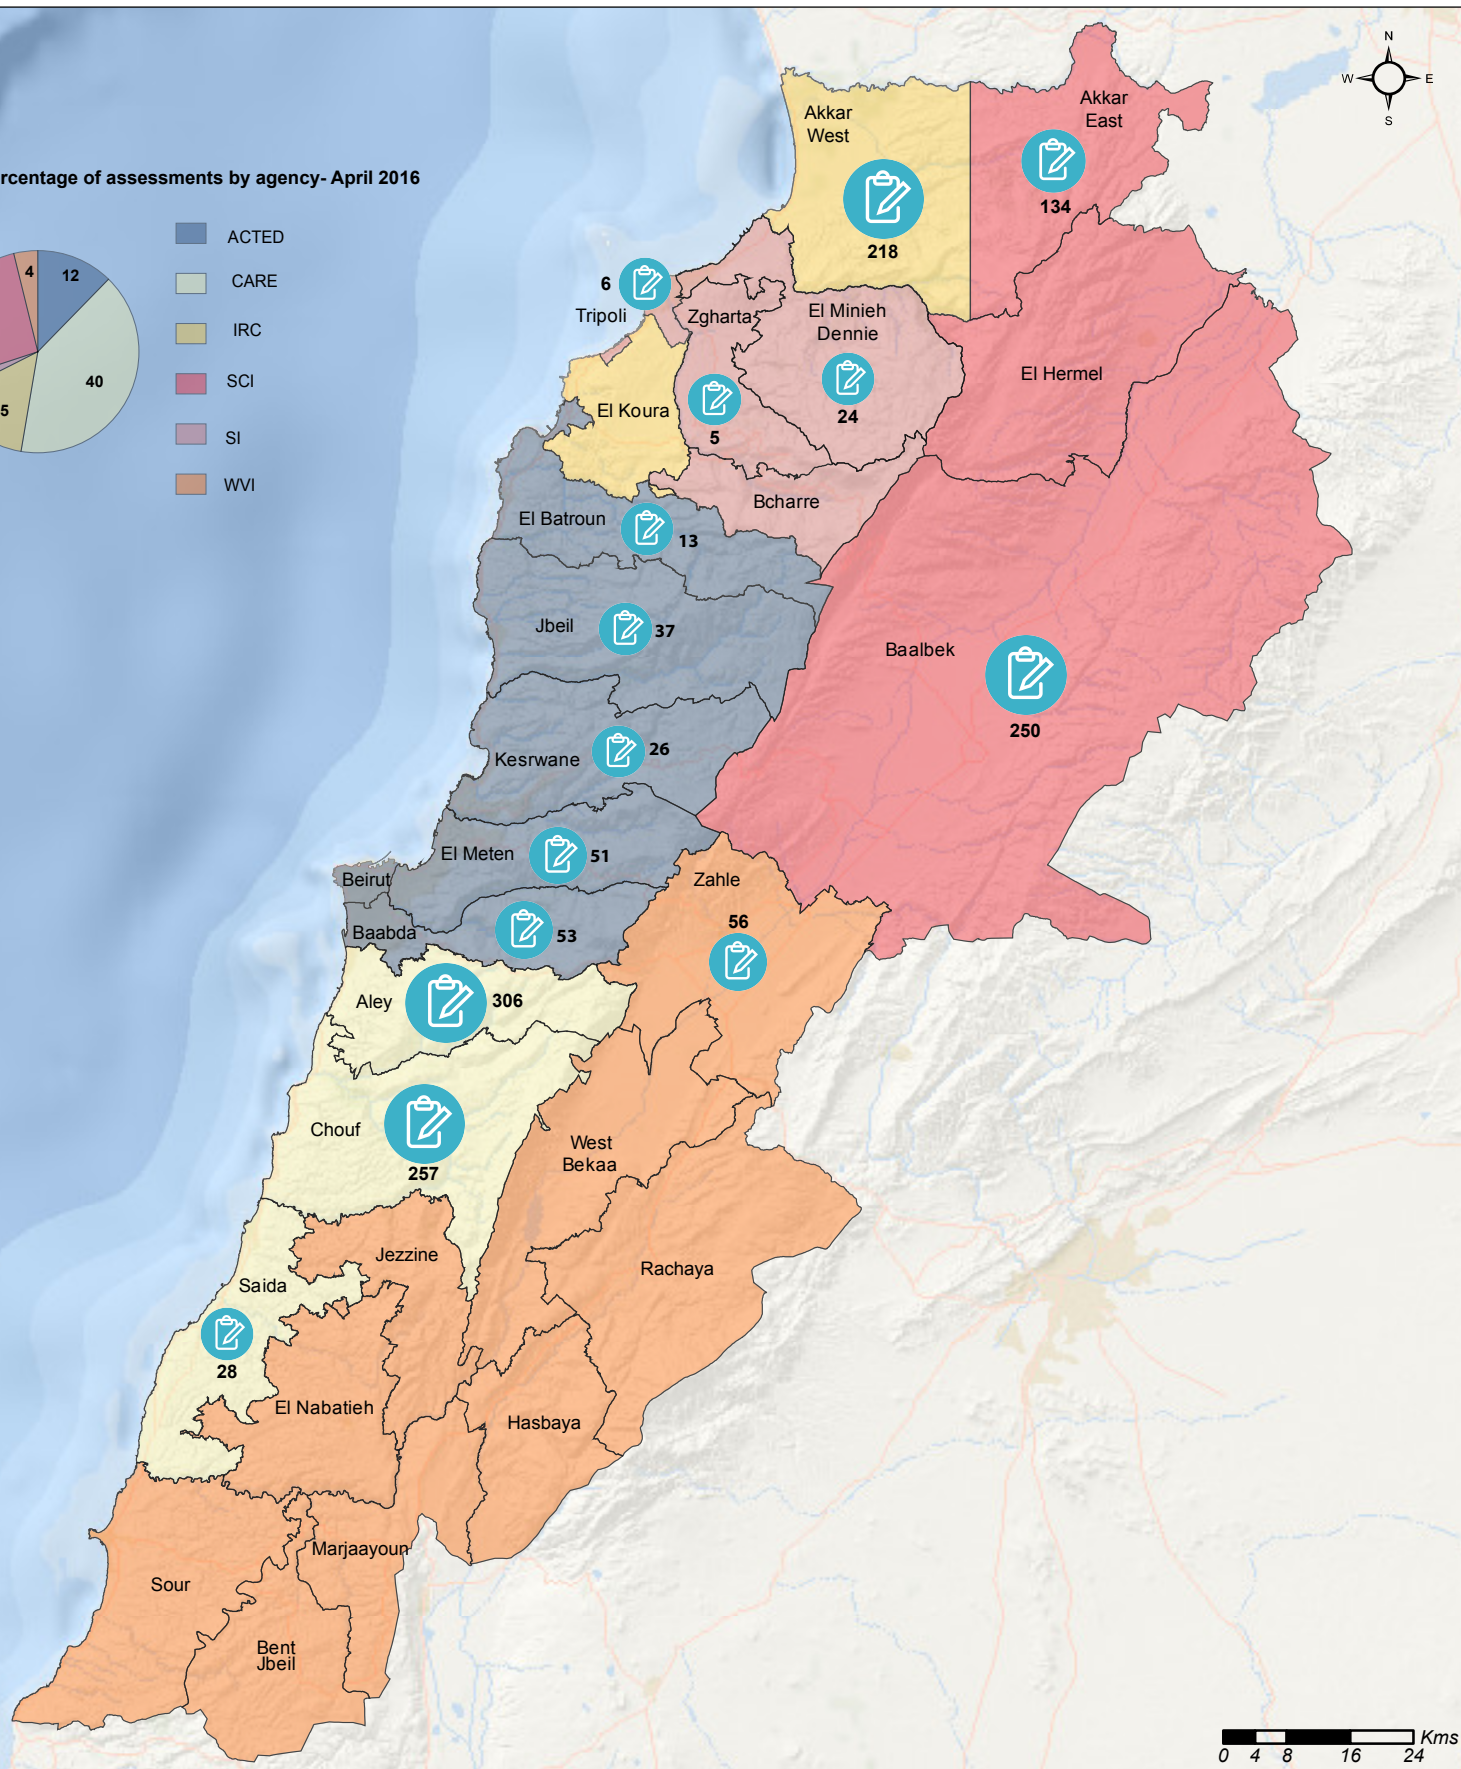 N
W E
S
Akkar
West
Akkar
East
134
218
rcentage of assessments by agency- April 2016
ACTED
CARE
IRC
SCI
SI
WVI
4
12
40
5
6
Tripoli
Zgharta
El Minieh
Dennie
24
5
El Koura
El Hermel
Bcharre
El Batroun
13
Jbeil
37
Baalbek
250
Kesrwane
26
El Meten
51
Beirut
Baabda
53
Zahle
56
Aley
306
Chouf
257
West
Bekaa
Rachaya
Jezzine
Saida
28
El Nabatieh
Hasbaya
Marjaayoun
Sour
Bent
Jbeil
Kms
0 4 8 16 24